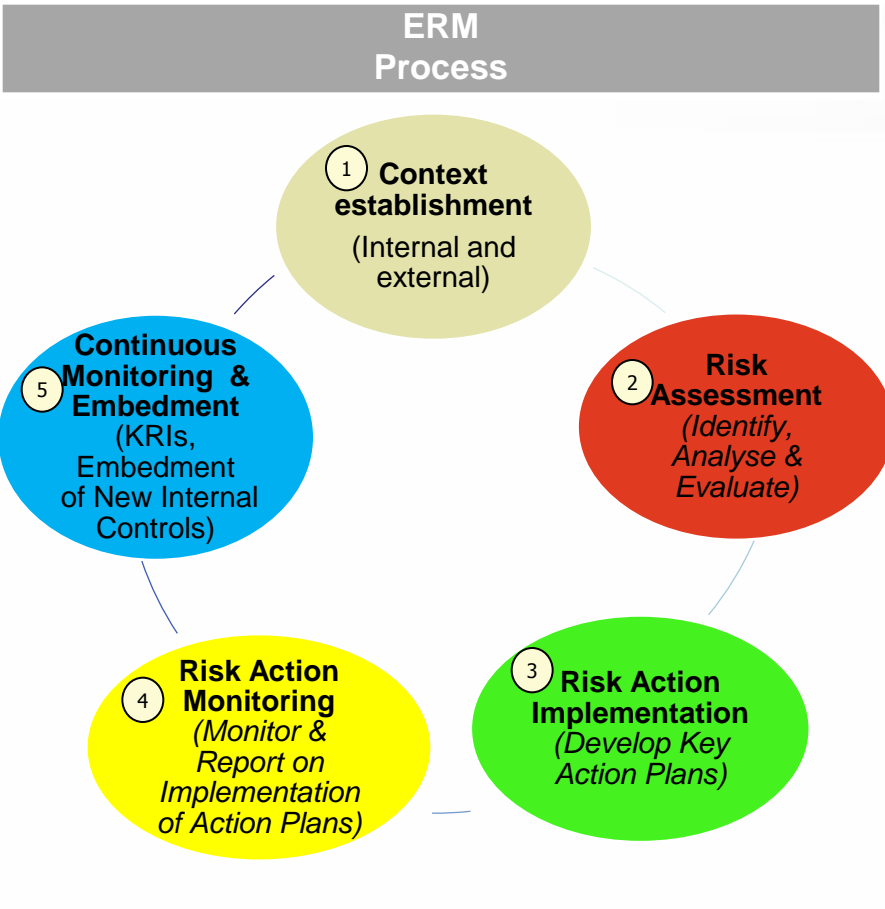 ERM
Process
1
Context
establishment
(Internal and
external)
2
Risk
Assessment
(Identify,
Analyse &
Evaluate)
3
Risk Action
Implementation
(Develop Key
Action Plans)
4
Risk Action
Monitoring
(Monitor &
Report on
Implementation
of Action Plans)
5
Continuous
Monitoring &
Embedment
(KRIs,
Embedment
of New Internal
Controls)